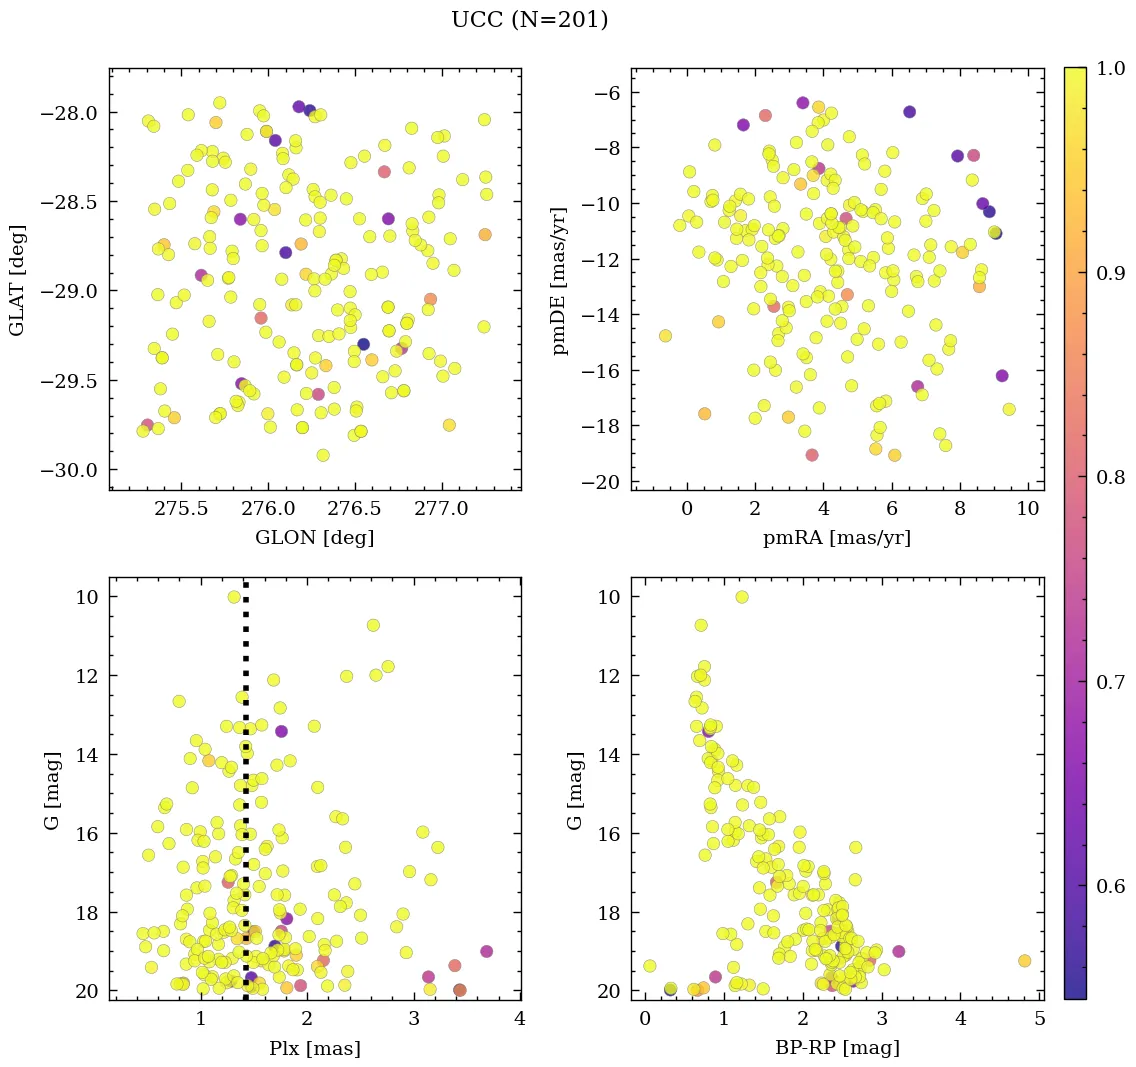 UCC (N=201)
−28.0
−28.5
−29.0
−29.5
−30.0
GLAT [deg]
275.5 276.0 276.5 277.0
GLON [deg]
−6
−8
−10
−12
−14
−16
−18
−20
pmDE [mas/yr]
0 2 4 6 8 10
pmRA [mas/yr]
10
12
14
16
18
20
G [mag]
1 2 3 4
Plx [mas]
10
12
14
16
18
20
G [mag]
0 1 2 3 4 5
BP-RP [mag]
1.0
0.9
0.8
0.7
0.6